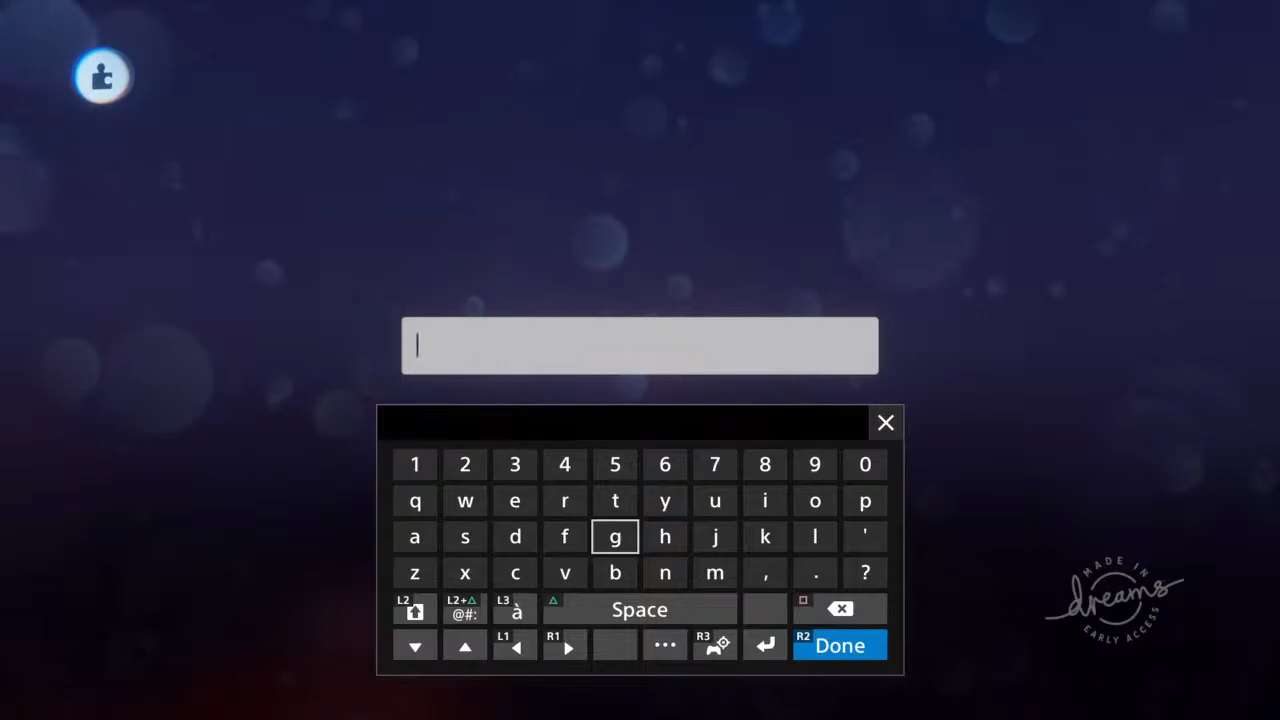 1 2 3 4 5 6 7 8 9 0
q w e r t y u i o p
a s d f g h j k l '
z x c v b n m , . ?
L2 L2+△ @#: L3 à △ Space □
L1 R1 ... R3 R2 Done
MADE IN
dreams
EARLY ACCESS